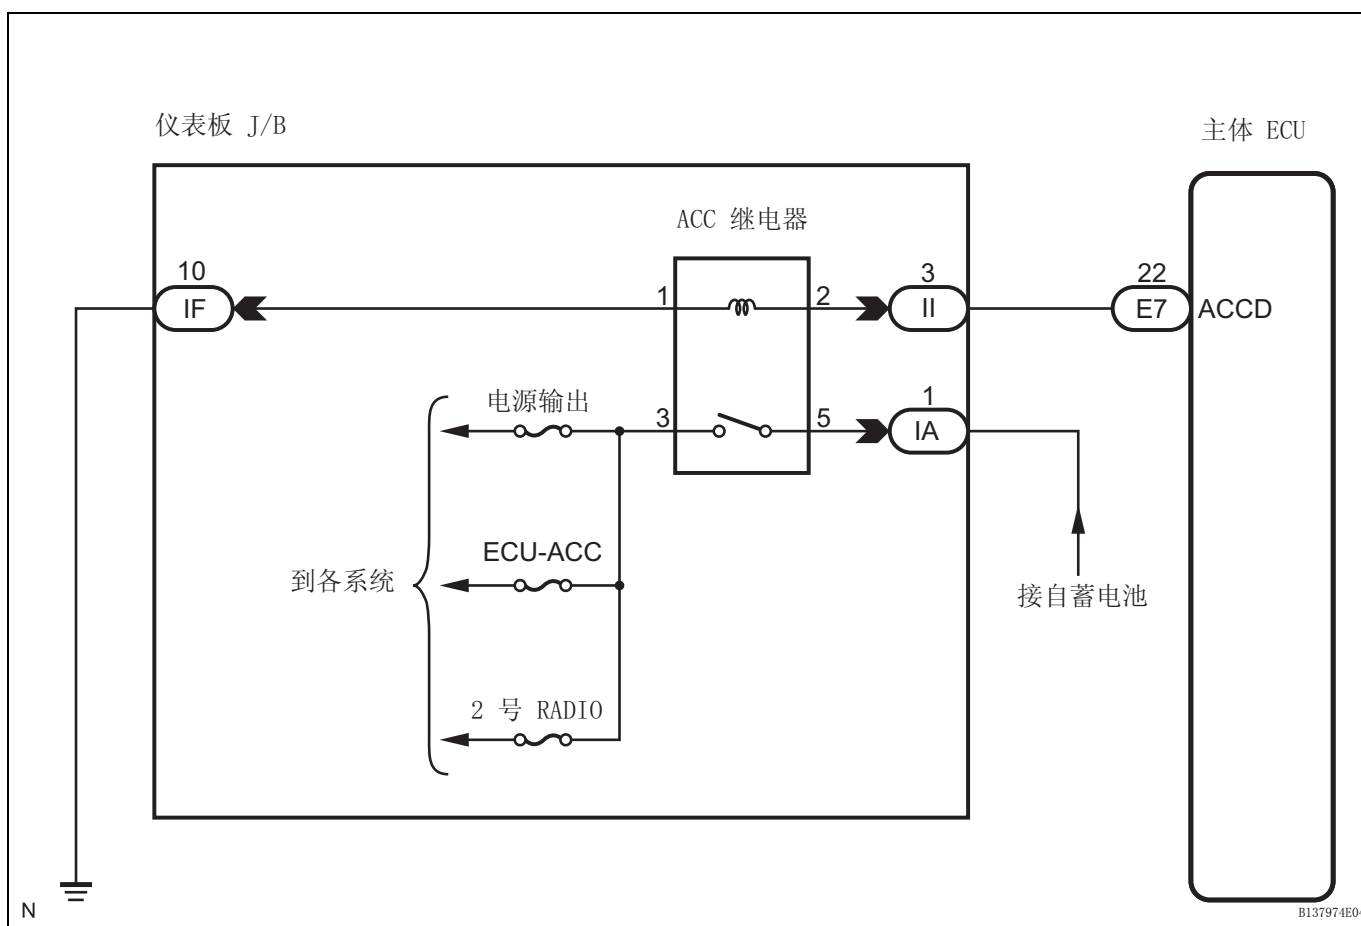 仪表板 J/B
主体 ECU
ACC 继电器
10
3
22
IF
1
2
II
E7
ACCD
电源输出
3
5
1
IA
ECU-ACC
到各系统
接自蓄电池
2 号 RADIO
N
B137974E04